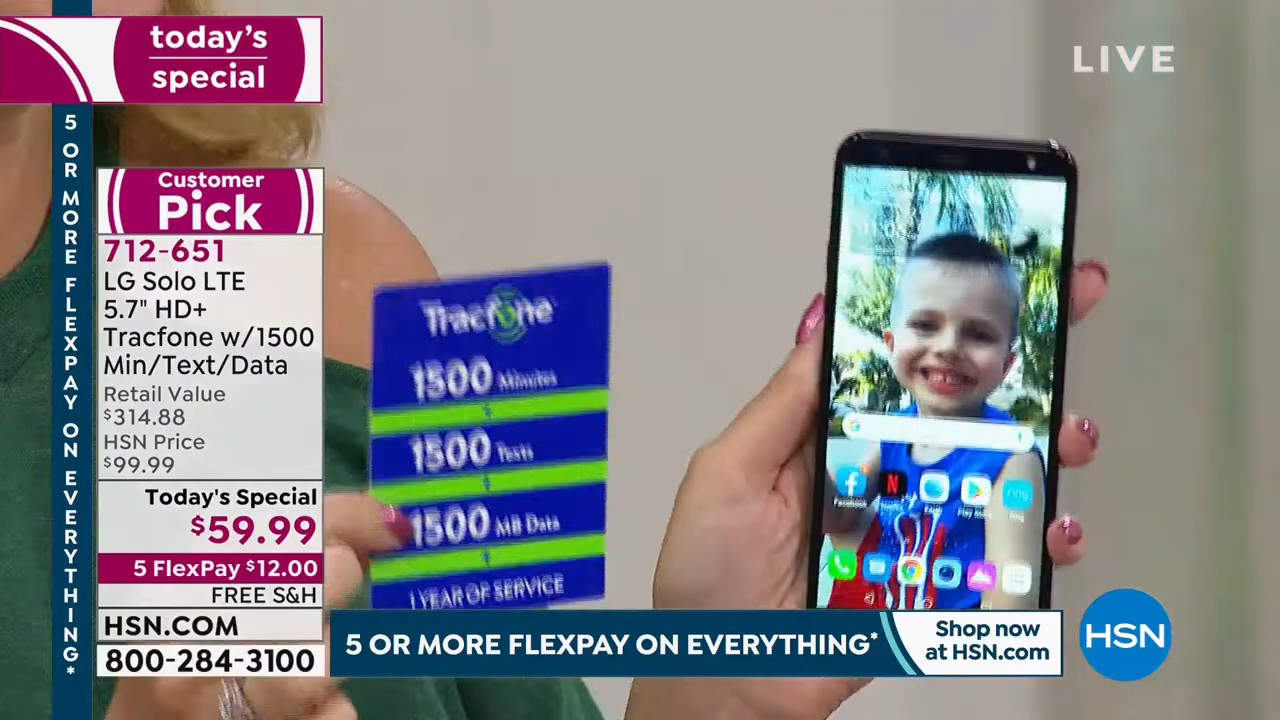 today's
special
LIVE
5 OR MORE FLEXPAY ON EVERYTHING*
Customer
Pick
712-651
LG Solo LTE
5.7" HD+
Tracfone w/1500
Min/Text/Data
Retail Value
$314.88
HSN Price
$99.99
Today's Special
$59.99
5 FlexPay $12.00
FREE S&H
HSN.COM
800-284-3100
Tracfone
1500 Minutes
1500 Texts
1500 MB Data
1 YEAR OF SERVICE
Facebook
Play Store
5 OR MORE FLEXPAY ON EVERYTHING*
Shop now
at HSN.com
HSN